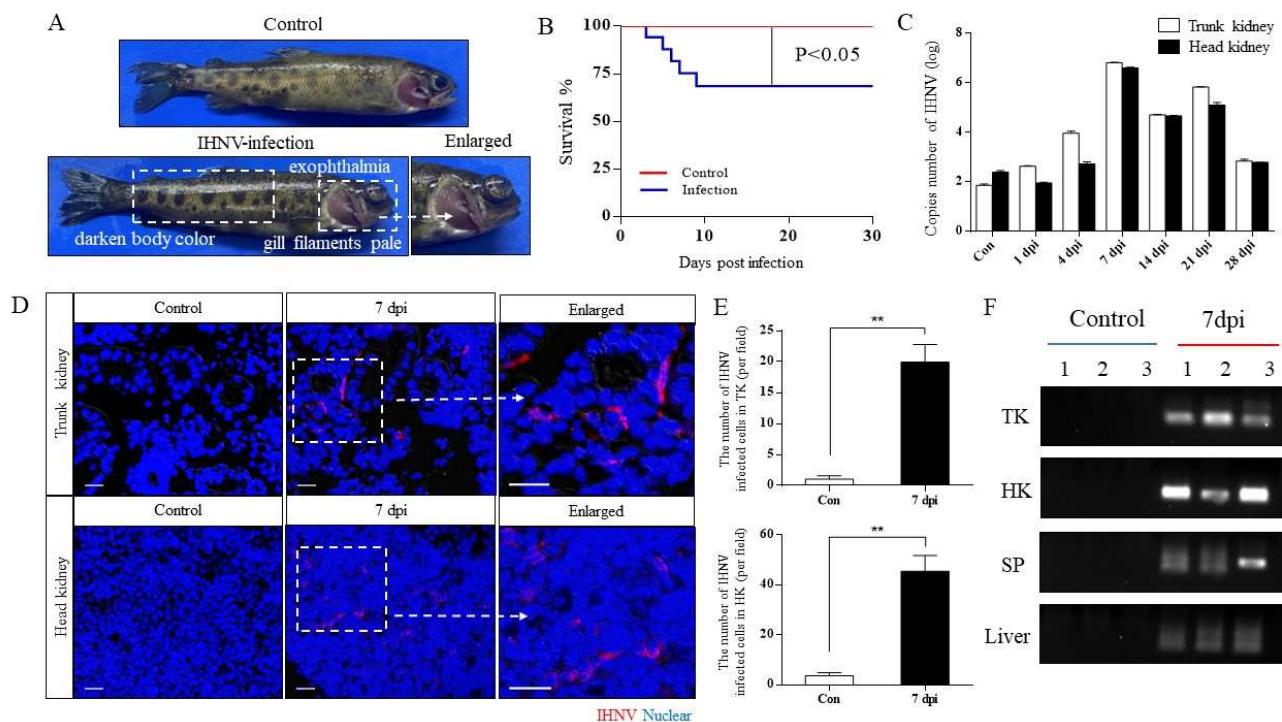 A
Control
IHNV-infection
Enlarged
exophthalmia
darken body color
gill filaments pale
B
100
75
50
25
0
Survival %
P<0.05
Control
Infection
0
10
20
30
Days post infection
C
Trunk kidney
Head kidney
8
6
4
2
0
Copies number of IHNV (log)
Con
1 dpi
4 dpi
7 dpi
14 dpi
21 dpi
28 dpi
D
Control
7 dpi
Enlarged
Trunk kidney
Control
7 dpi
Enlarged
Head kidney
IHNV Nuclear
E
**
25
20
15
10
5
0
The number of IHNV
infected cells in TK (per field)
Con
7 dpi
**
60
40
20
0
The number of IHNV
infected cells in HK (per field)
Con
7 dpi
F
Control
7dpi
1 2 3 1 2 3
TK
HK
SP
Liver